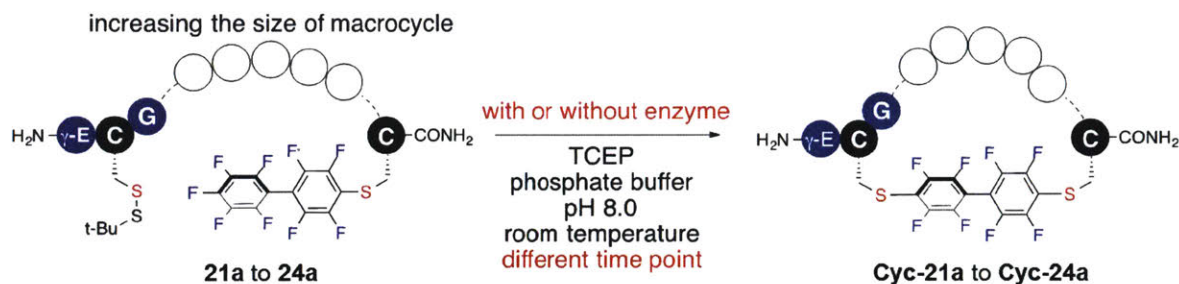 increasing the size of macrocycle
H₂N γ-E C G C CONH₂
F F F F F F F F F
S
S
S
t-Bu
21a to 24a
with or without enzyme
TCEP
phosphate buffer
pH 8.0
room temperature
different time point
H₂N γ-E C G C CONH₂
S F F F F F F F F S
Cyc-21a to Cyc-24a